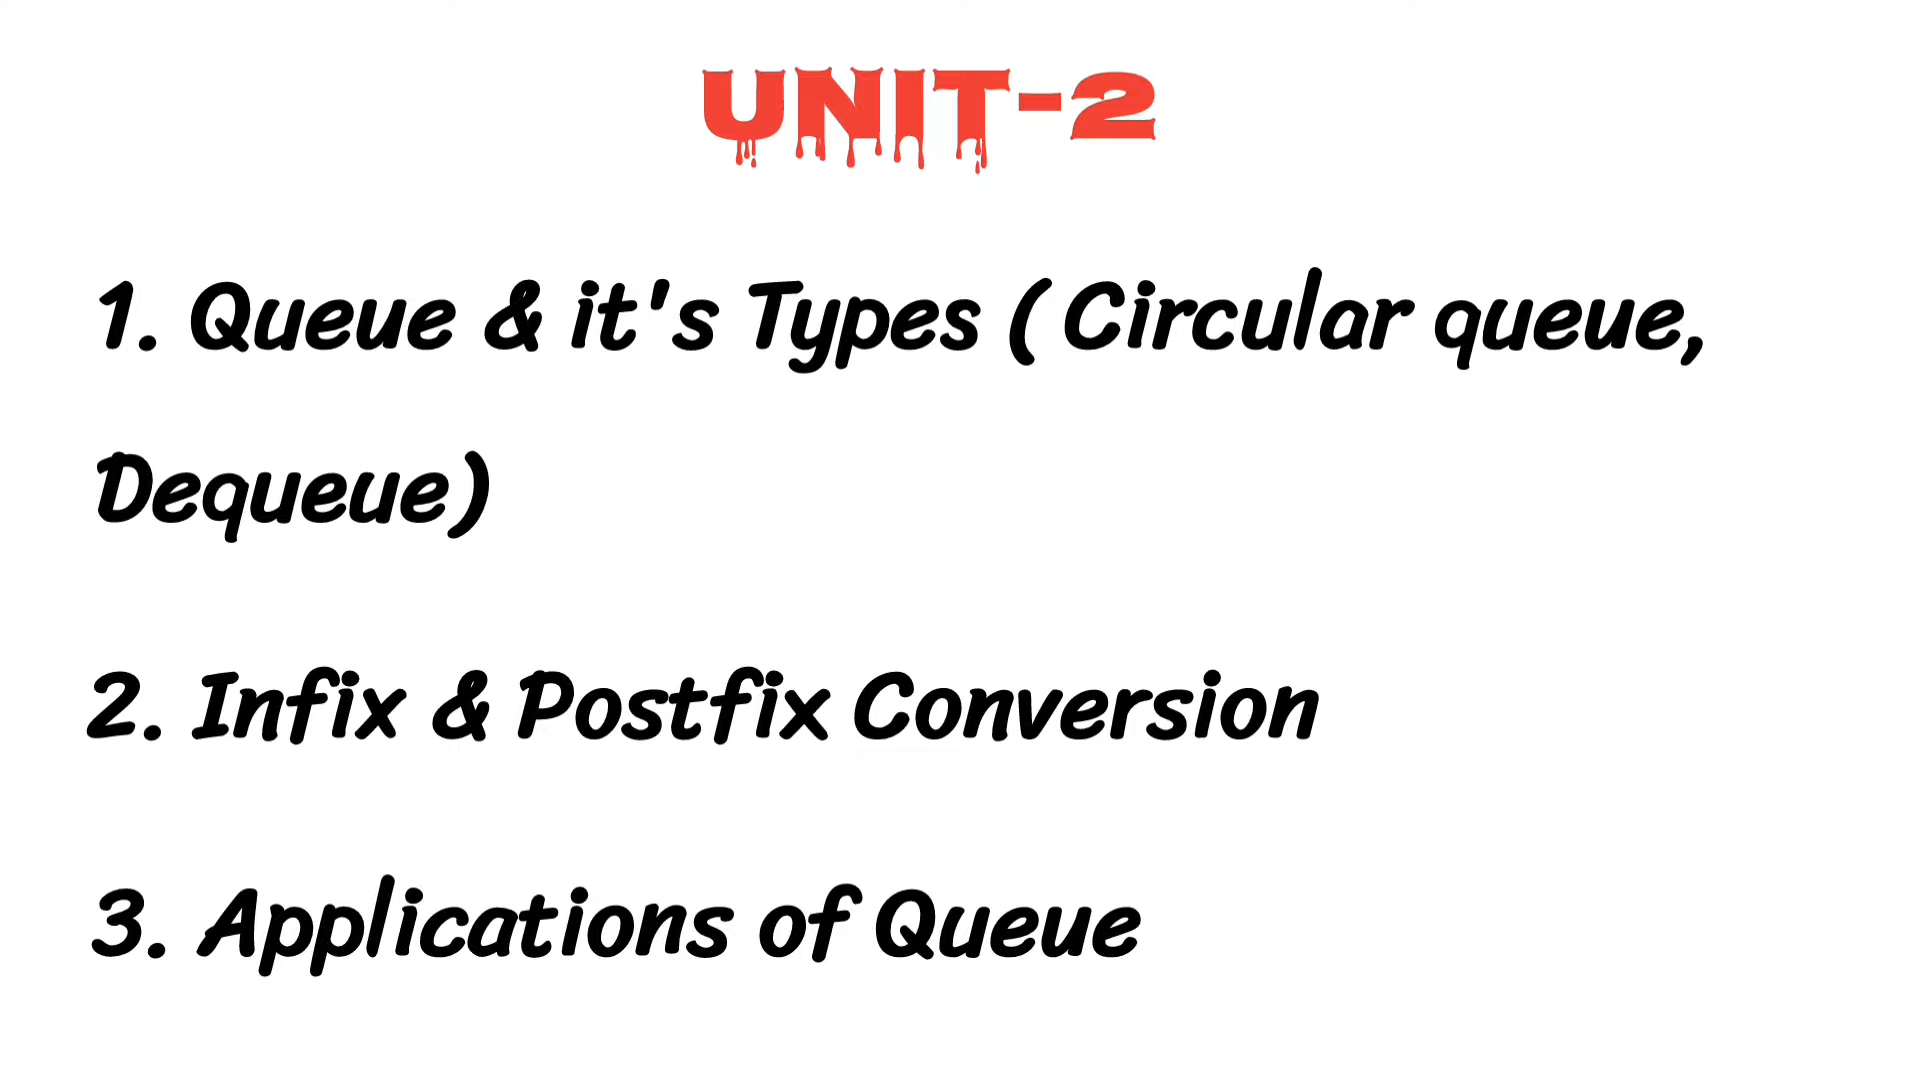 UNIT-2
1. Queue & it's Types (Circular queue,
Dequeue)
2. Infix & Postfix Conversion
3. Applications of Queue